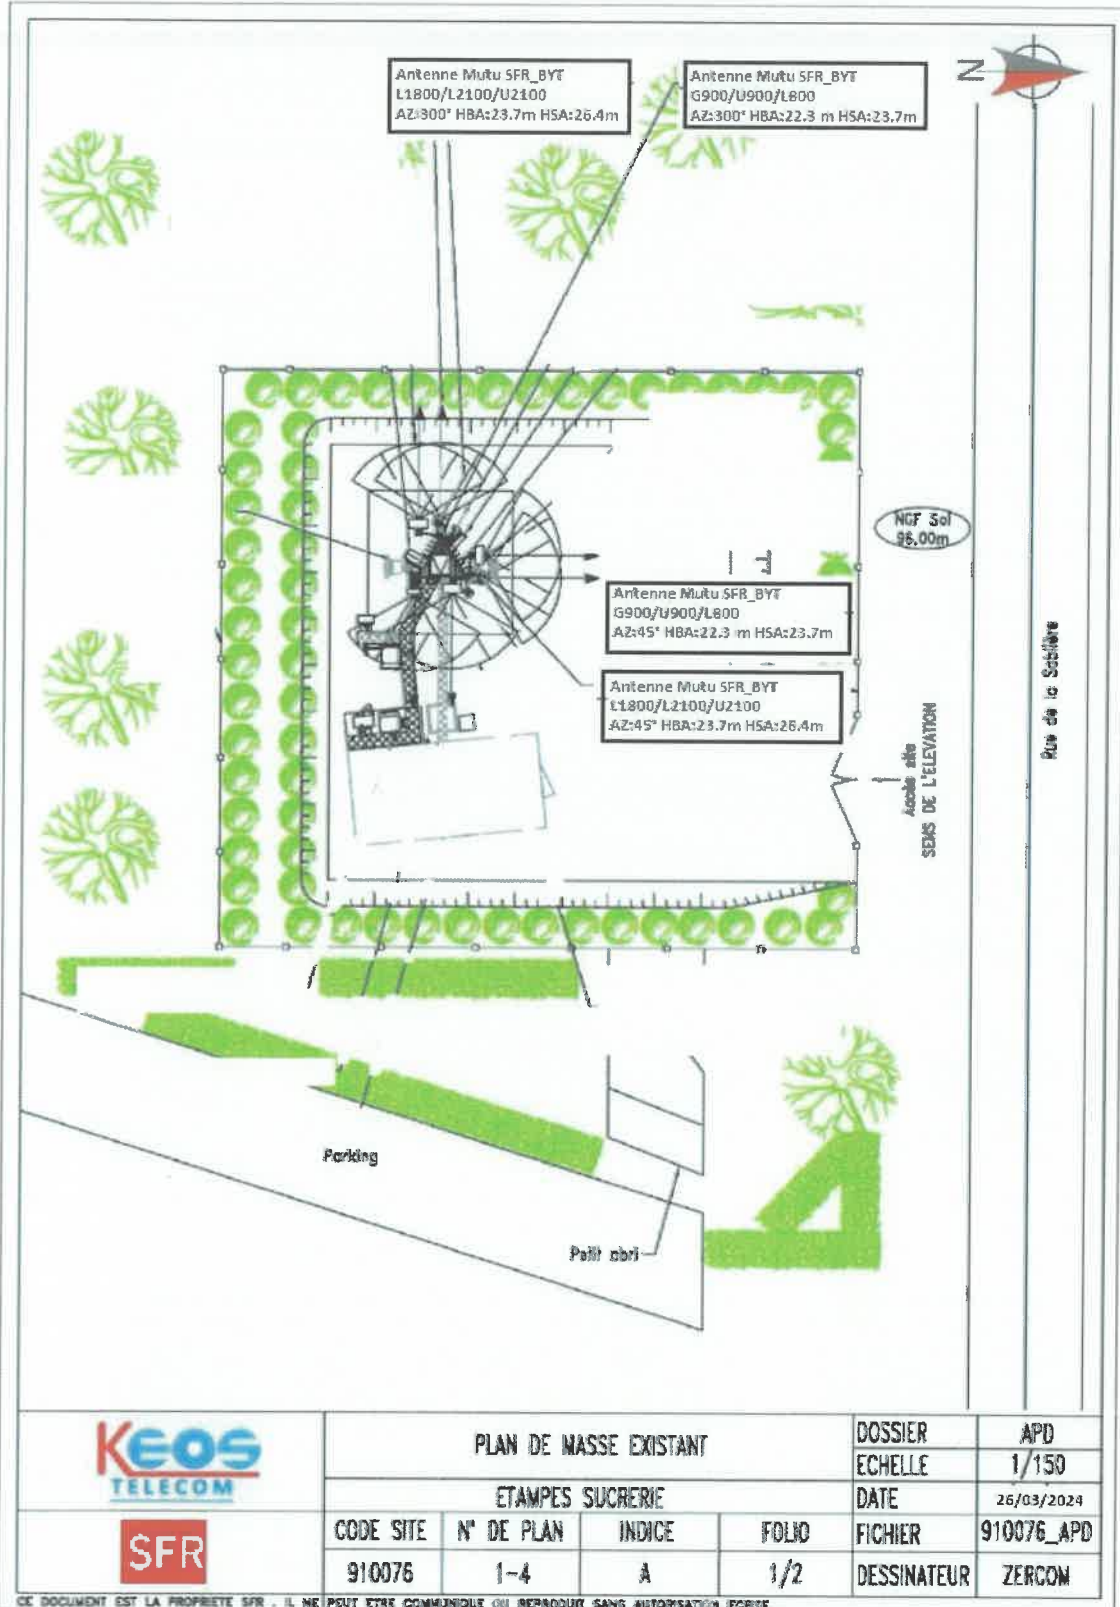 Antenne Mutu SFR_BYT
L1800/L2100/U2100
AZ:300° HBA:23.7m HSA:26.4m
Antenne Mutu SFR_BYT
G900/U900/L800
AZ:300° HBA:22.3 m HSA:23.7m
N
NGF Sol
96.00m
Antenne Mutu SFR_BYT
G900/U900/L800
AZ:45° HBA:22.3 m HSA:23.7m
Antenne Mutu SFR_BYT
L1800/L2100/U2100
AZ:45° HBA:23.7m HSA:26.4m
Rue de la Sablière
Accès site
SENS DE L'ELEVATION
Parking
Petit abri
KEOS
TELECOM
SFR
PLAN DE MASSE EXISTANT
ETAMPES SUCRERIE
DOSSIER APD
ECHELLE 1/150
DATE 26/03/2024
CODE SITE N° DE PLAN INDICE FOLIO FICHIER 910076_APD
910076 1-4 A 1/2 DESSINATEUR ZERCOM
CE DOCUMENT EST LA PROPRIETE SFR . IL NE PEUT ETRE COMMUNIQUE OU REPRODUIT SANS AUTORISATION ECRITE